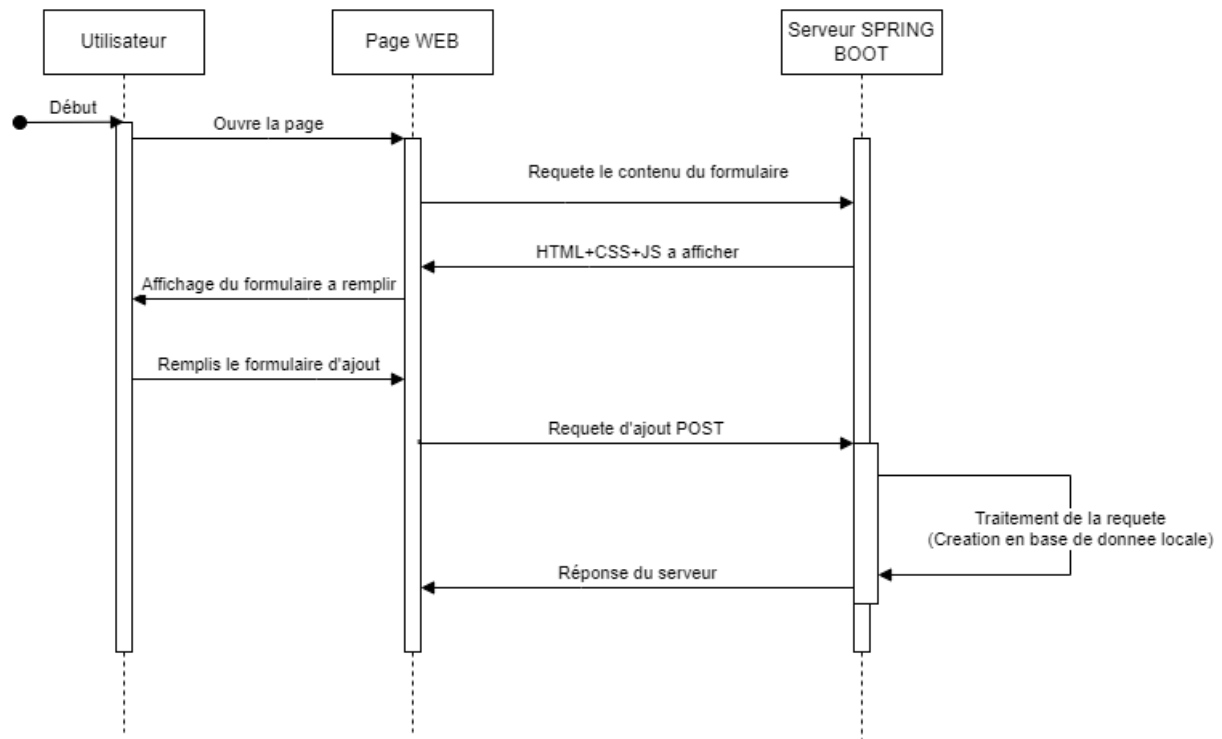 Utilisateur
Page WEB
Serveur SPRING
BOOT
Début
Ouvre la page
Requete le contenu du formulaire
HTML+CSS+JS a afficher
Affichage du formulaire a remplir
Remplis le formulaire d'ajout
Requete d'ajout POST
Traitement de la requete
(Creation en base de donnee locale)
Réponse du serveur